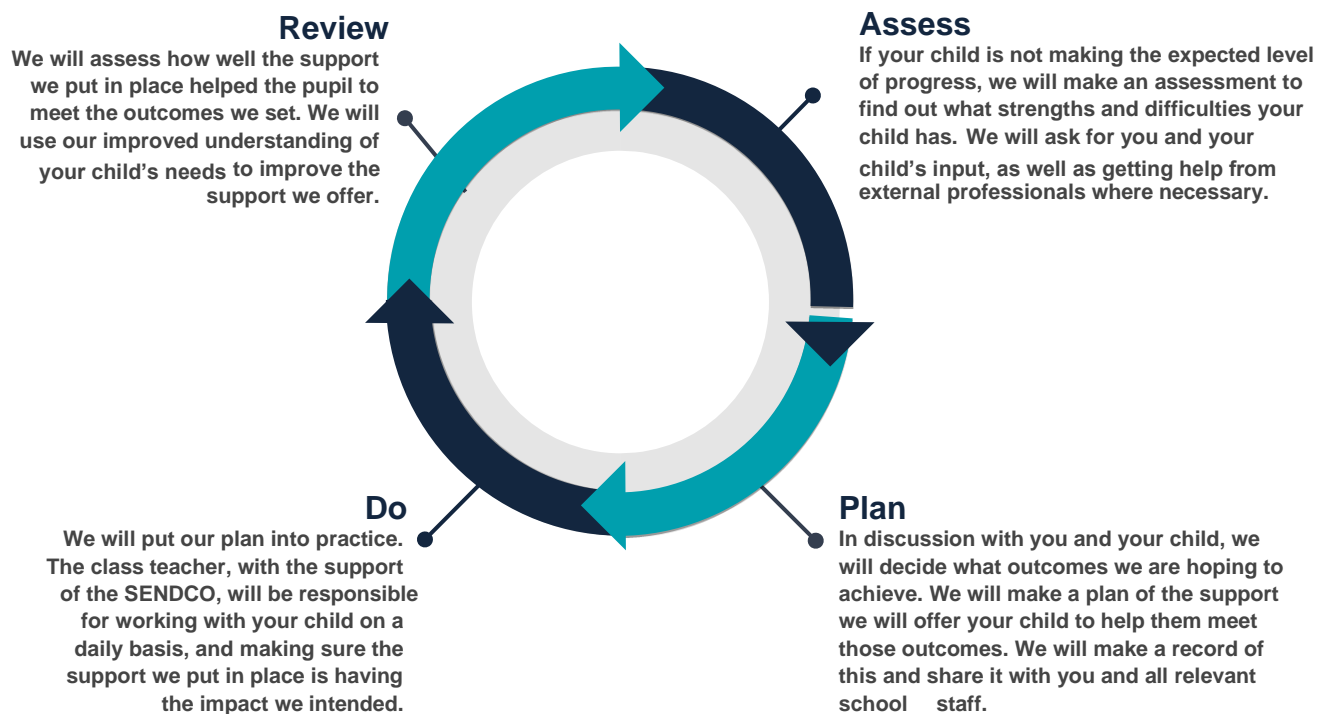 Review
We will assess how well the support
we put in place helped the pupil to
meet the outcomes we set. We will
use our improved understanding of
your child’s needs to improve the
support we offer.
Assess
If your child is not making the expected level
of progress, we will make an assessment to
find out what strengths and difficulties your
child has. We will ask for you and your
child’s input, as well as getting help from
external professionals where necessary.
Do
We will put our plan into practice.
The class teacher, with the support
of the SENDCO, will be responsible
for working with your child on a
daily basis, and making sure the
support we put in place is having
the impact we intended.
Plan
In discussion with you and your child, we
will decide what outcomes we are hoping to
achieve. We will make a plan of the support
we will offer your child to help them meet
those outcomes. We will make a record of
this and share it with you and all relevant
school staff.